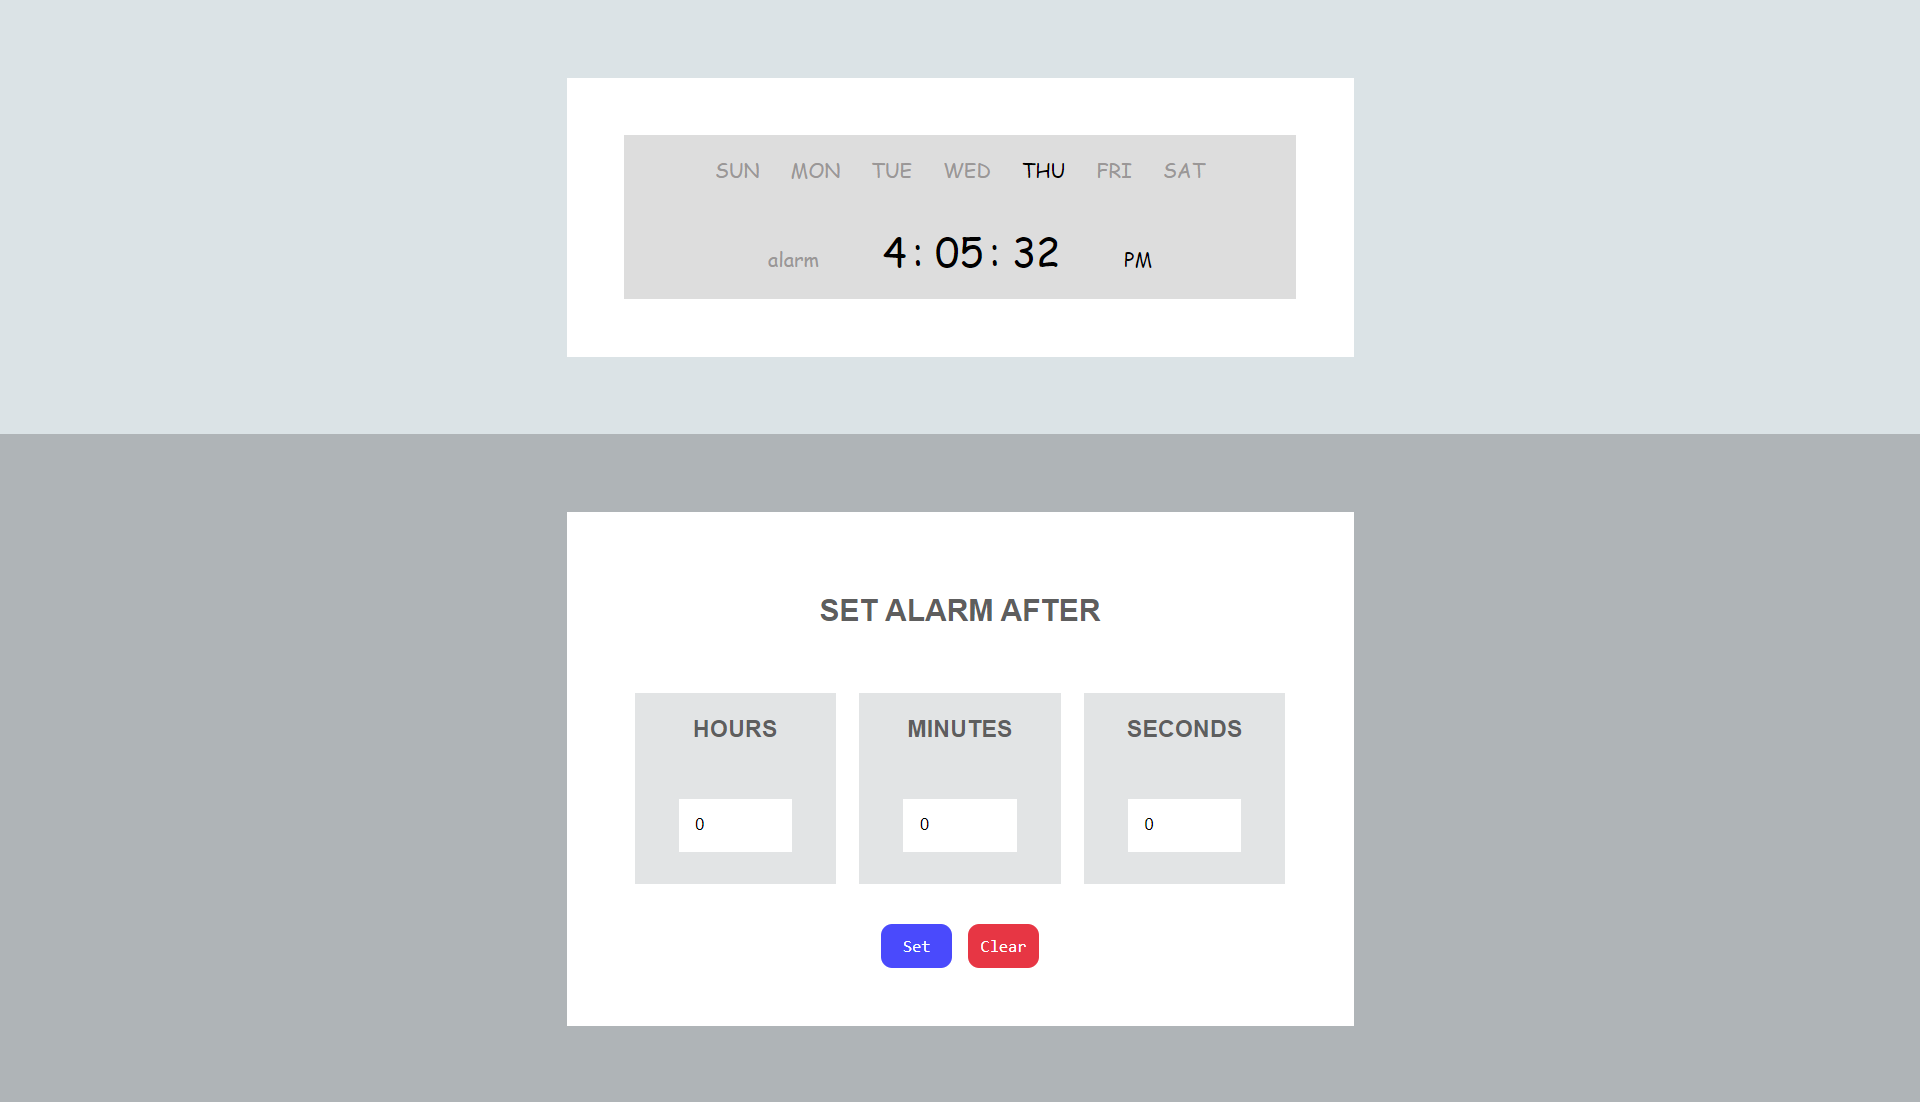 SUN MON TUE WED THU FRI SAT
alarm 4 : 05 : 32 PM
SET ALARM AFTER
HOURS MINUTES SECONDS
0 0 0
Set Clear